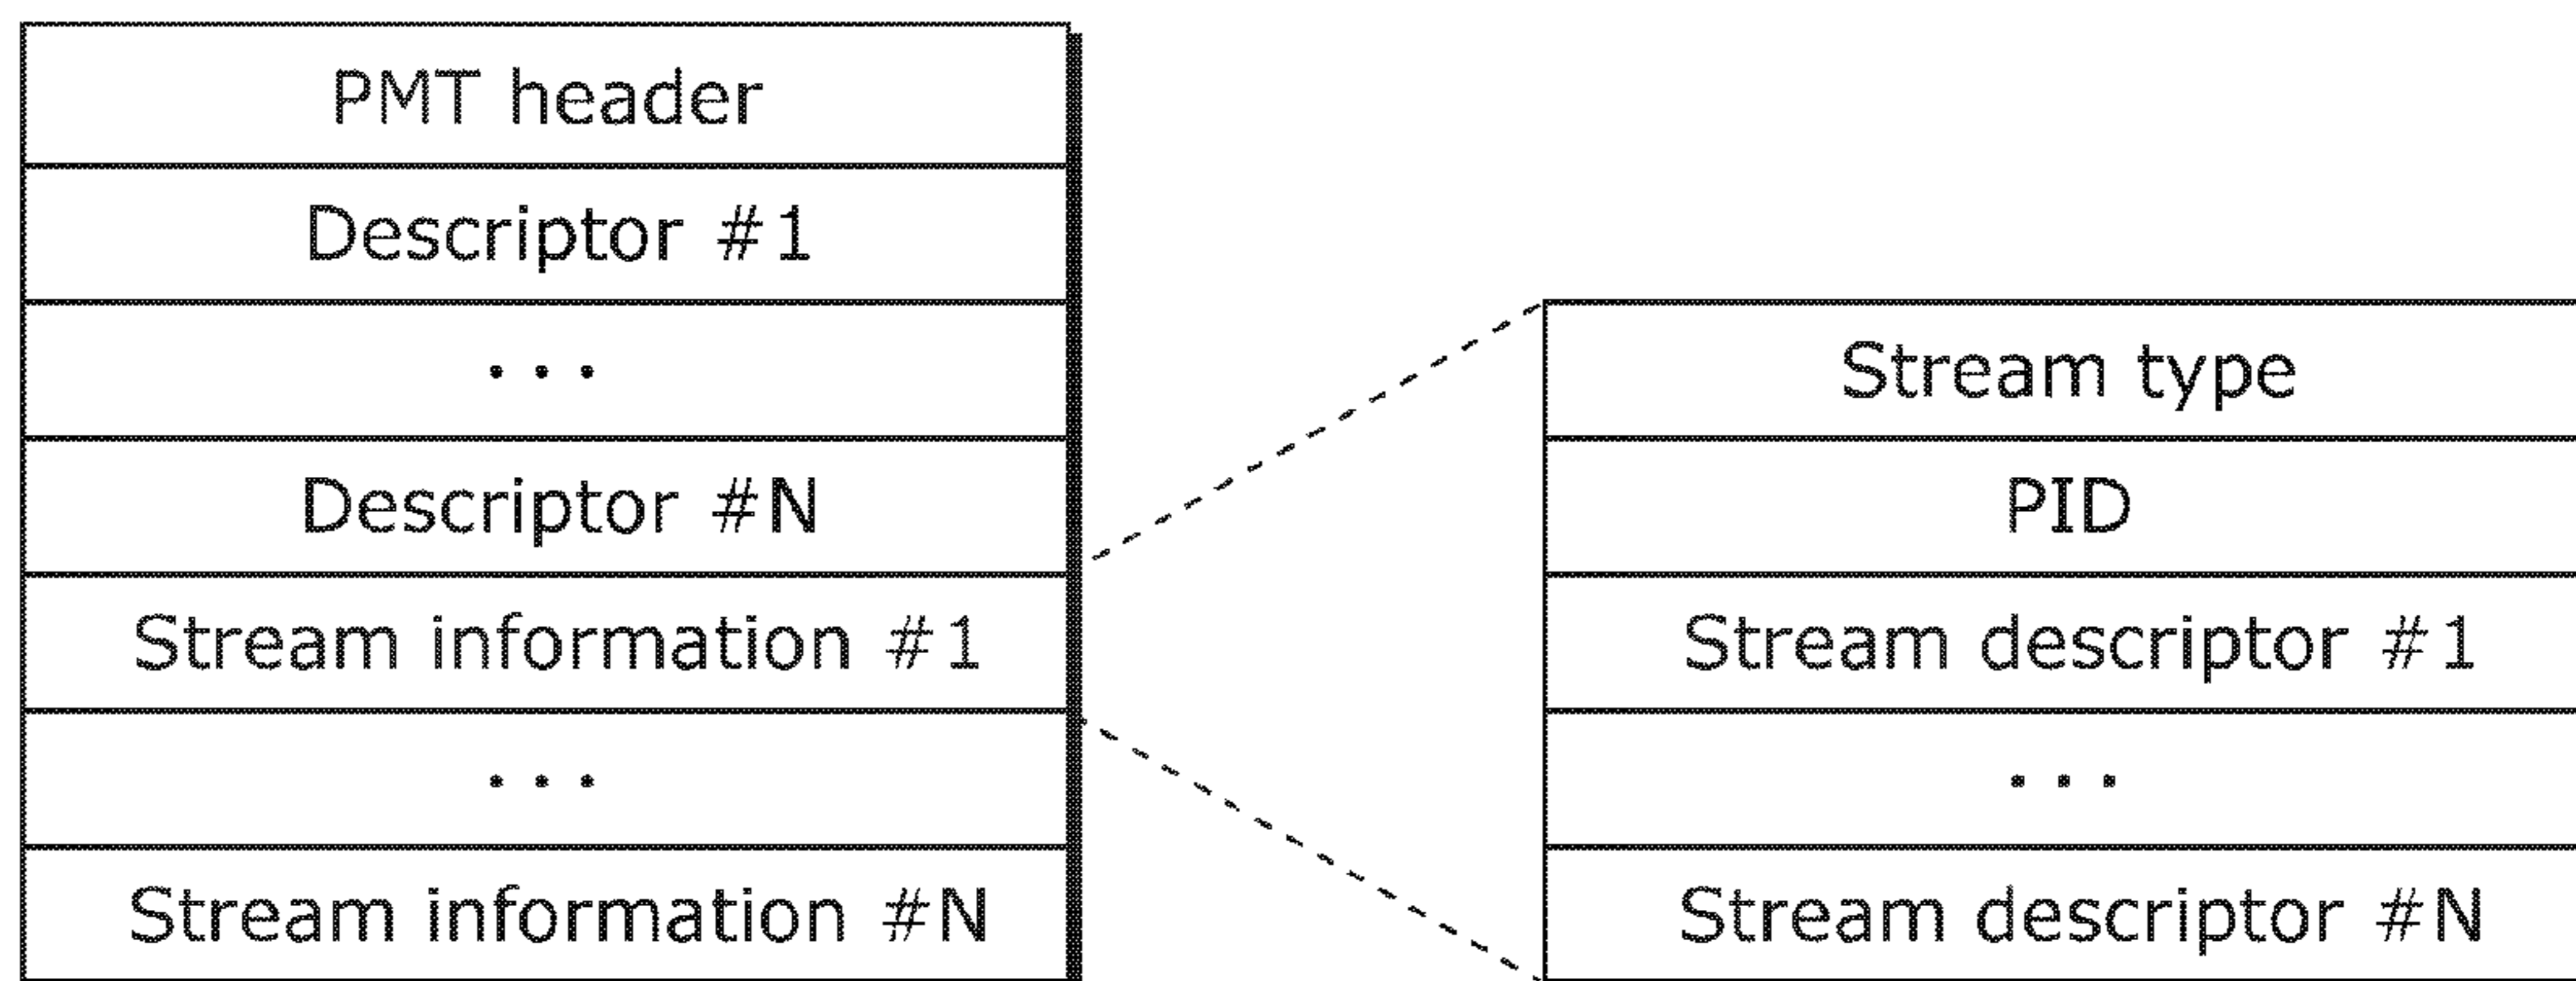 PMT header
Descriptor #1
...
Descriptor #N
Stream information #1
...
Stream information #N
Stream type
PID
Stream descriptor #1
...
Stream descriptor #N